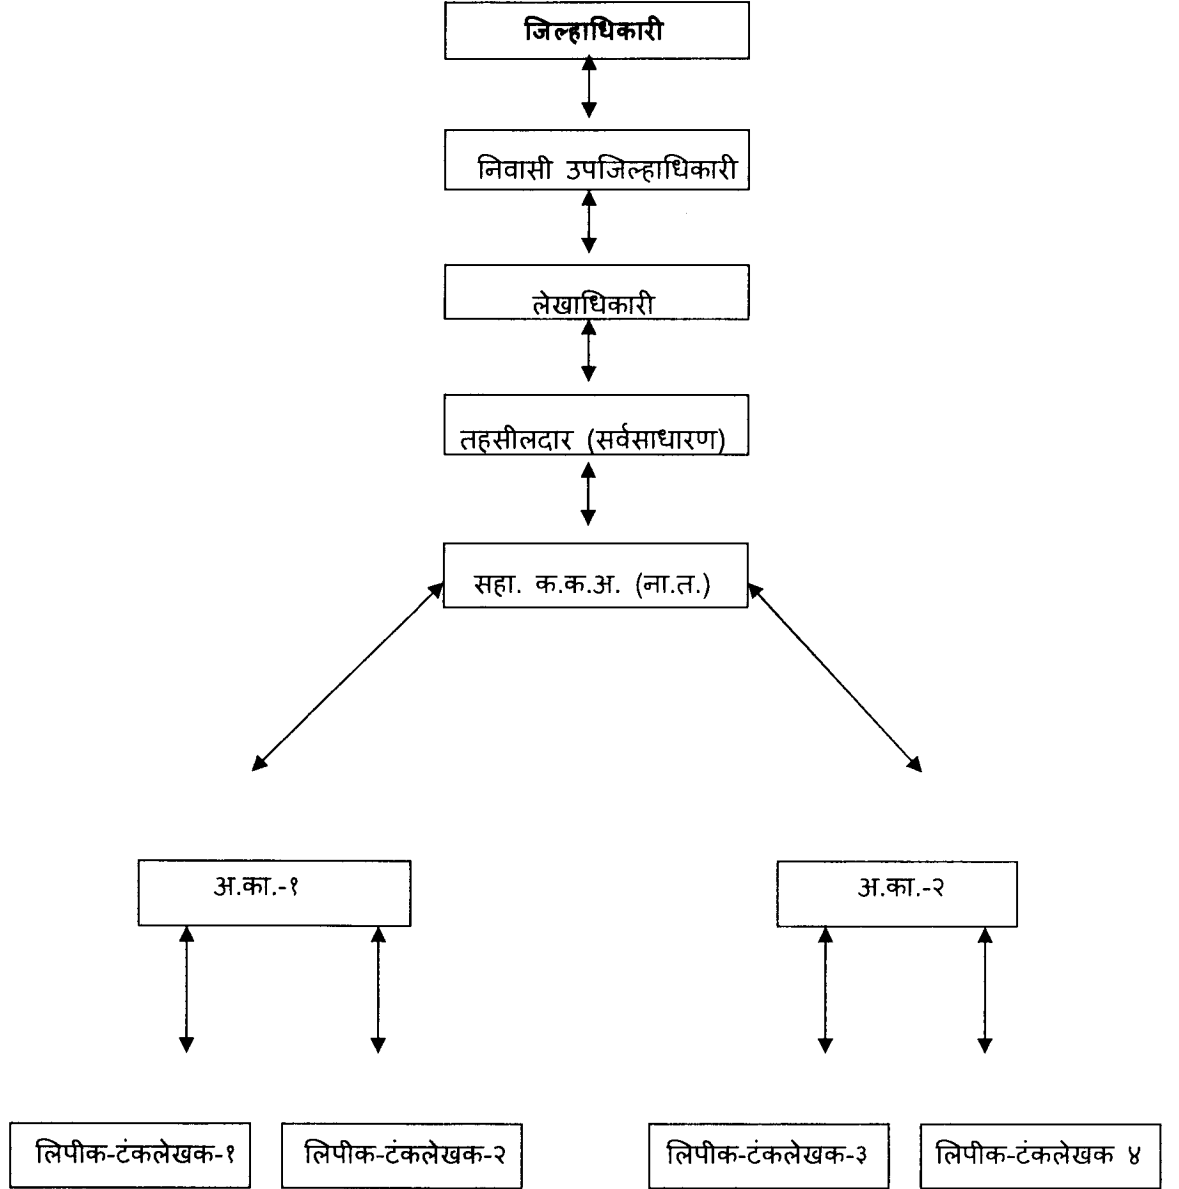 जिल्हाधिकारी
निवासी उपजिल्हाधिकारी
लेखाधिकारी
तहसीलदार (सर्वसाधारण)
सहा. क.क.अ. (ना.त.)
अ.का.-१
अ.का.-२
लिपीक-टंकलेखक-१
लिपीक-टंकलेखक-२
लिपीक-टंकलेखक-३
लिपीक-टंकलेखक ४